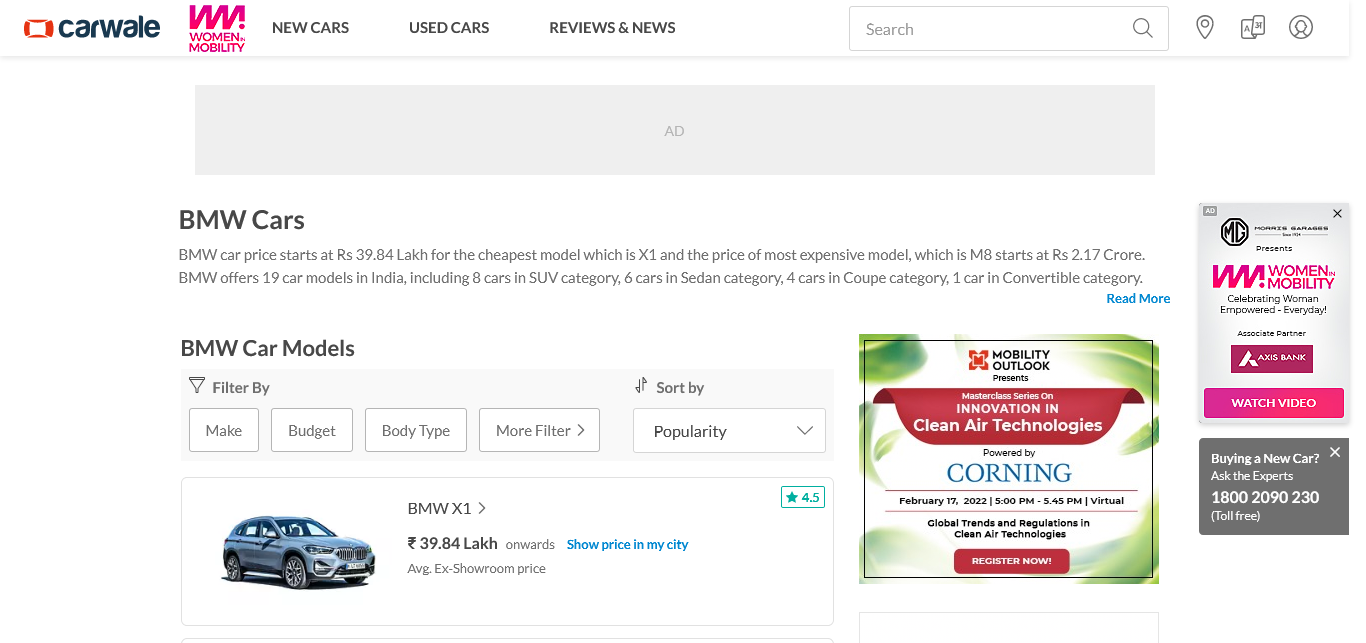 carwale
WOMEN IN
MOBILITY
NEW CARS
USED CARS
REVIEWS & NEWS
Search
AD
BMW Cars
BMW car price starts at Rs 39.84 Lakh for the cheapest model which is X1 and the price of most expensive model, which is M8 starts at Rs 2.17 Crore.
BMW offers 19 car models in India, including 8 cars in SUV category, 6 cars in Sedan category, 4 cars in Coupe category, 1 car in Convertible category.
Read More
BMW Car Models
Filter By
Sort by
Make
Budget
Body Type
More Filter
Popularity
BMW X1
4.5
₹ 39.84 Lakh onwards Show price in my city
Avg. Ex-Showroom price
MOBILITY
OUTLOOK
Presents
Masterclass Series On
INNOVATION IN
Clean Air Technologies
Powered by
CORNING
February 17, 2022 | 5:00 PM - 5.45 PM | Virtual
Global Trends and Regulations in
Clean Air Technologies
REGISTER NOW!
AD
MG
MORRIS GARAGES
Since 1924
Presents
WOMEN IN
MOBILITY
Celebrating Woman
Empowered - Everyday!
Associate Partner
AXIS BANK
WATCH VIDEO
Buying a New Car?
Ask the Experts
1800 2090 230
(Toll free)